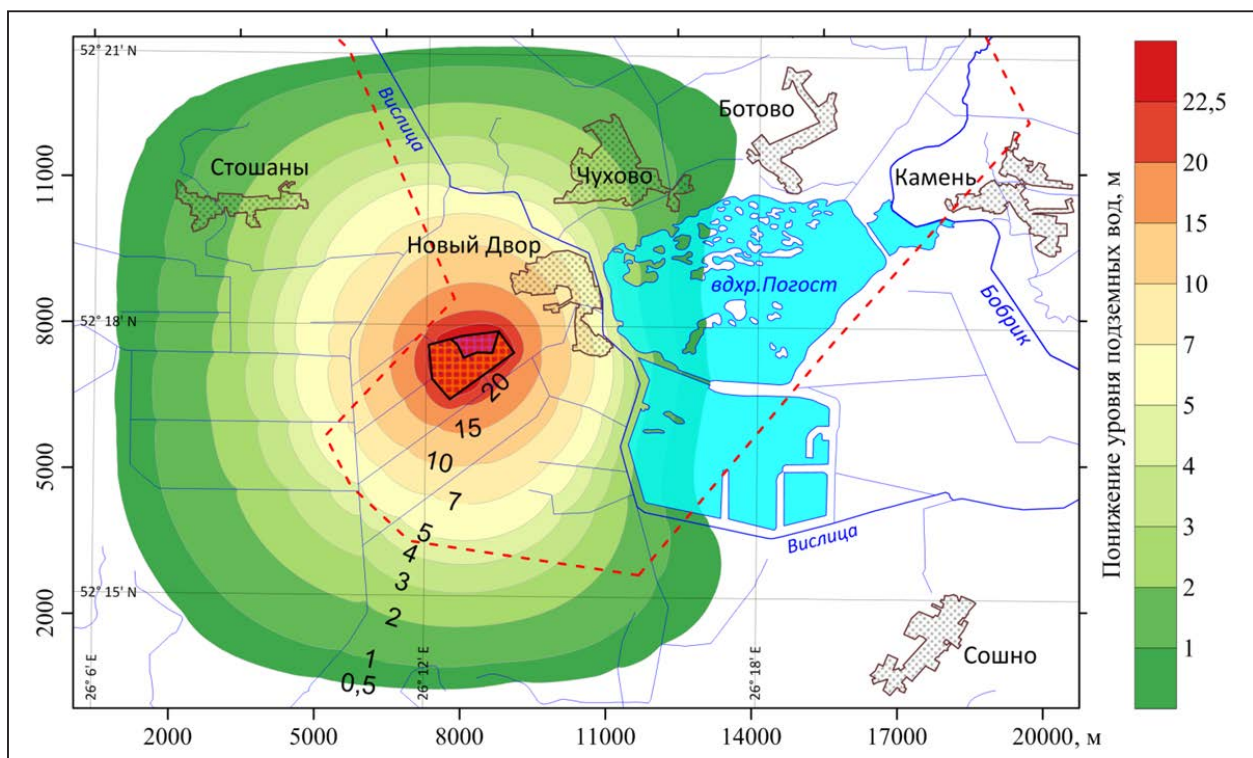 52° 21' N
Вислица
Ботово
Стошаны
Чухово
Камень
Новый Двор
вдхр.Погост
52° 18' N
Бобрик
20
15
10
7
5
4
3
2
1
0,5
Вислица
52° 15' N
Сошно
26° 6' E
26° 12' E
26° 18' E
11000
8000
5000
2000
2000
5000
8000
11000
14000
17000
20000, м
Понижение уровня подземных вод, м
22,5
20
15
10
7
5
4
3
2
1